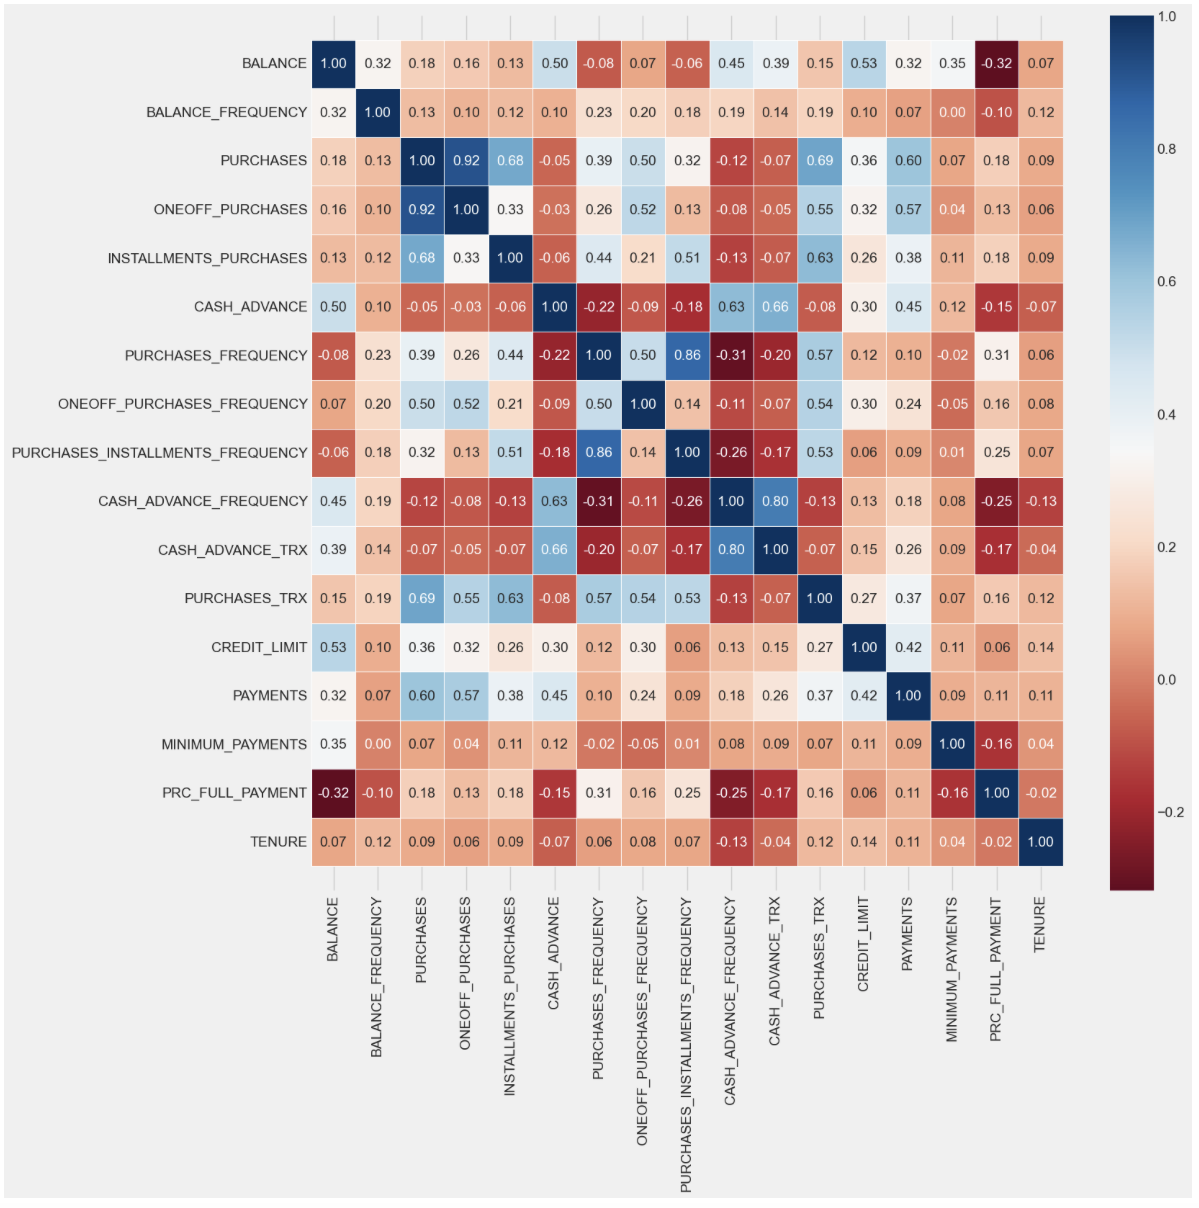 1.0
BALANCE 1.00 0.32 0.18 0.16 0.13 0.50 -0.08 0.07 -0.06 0.45 0.39 0.15 0.53 0.32 0.35 -0.32 0.07
BALANCE_FREQUENCY 0.32 1.00 0.13 0.10 0.12 0.10 0.23 0.20 0.18 0.19 0.14 0.19 0.10 0.07 0.00 -0.10 0.12
0.8
PURCHASES 0.18 0.13 1.00 0.92 0.68 -0.05 0.39 0.50 0.32 -0.12 -0.07 0.69 0.36 0.60 0.07 0.18 0.09
ONEOFF_PURCHASES 0.16 0.10 0.92 1.00 0.33 -0.03 0.26 0.52 0.13 -0.08 -0.05 0.55 0.32 0.57 0.04 0.13 0.06
INSTALLMENTS_PURCHASES 0.13 0.12 0.68 0.33 1.00 -0.06 0.44 0.21 0.51 -0.13 -0.07 0.63 0.26 0.38 0.11 0.18 0.09
0.6
CASH_ADVANCE 0.50 0.10 -0.05 -0.03 -0.06 1.00 -0.22 -0.09 -0.18 0.63 0.66 -0.08 0.30 0.45 0.12 -0.15 -0.07
PURCHASES_FREQUENCY -0.08 0.23 0.39 0.26 0.44 -0.22 1.00 0.50 0.86 -0.31 -0.20 0.57 0.12 0.10 -0.02 0.31 0.06
ONEOFF_PURCHASES_FREQUENCY 0.07 0.20 0.50 0.52 0.21 -0.09 0.50 1.00 0.14 -0.11 -0.07 0.54 0.30 0.24 -0.05 0.16 0.08
0.4
PURCHASES_INSTALLMENTS_FREQUENCY -0.06 0.18 0.32 0.13 0.51 -0.18 0.86 0.14 1.00 -0.26 -0.17 0.53 0.06 0.09 0.01 0.25 0.07
CASH_ADVANCE_FREQUENCY 0.45 0.19 -0.12 -0.08 -0.13 0.63 -0.31 -0.11 -0.26 1.00 0.80 -0.13 0.13 0.18 0.08 -0.25 -0.13
CASH_ADVANCE_TRX 0.39 0.14 -0.07 -0.05 -0.07 0.66 -0.20 -0.07 -0.17 0.80 1.00 -0.07 0.15 0.26 0.09 -0.17 -0.04
0.2
PURCHASES_TRX 0.15 0.19 0.69 0.55 0.63 -0.08 0.57 0.54 0.53 -0.13 -0.07 1.00 0.27 0.37 0.07 0.16 0.12
CREDIT_LIMIT 0.53 0.10 0.36 0.32 0.26 0.30 0.12 0.30 0.06 0.13 0.15 0.27 1.00 0.42 0.11 0.06 0.14
0.0
PAYMENTS 0.32 0.07 0.60 0.57 0.38 0.45 0.10 0.24 0.09 0.18 0.26 0.37 0.42 1.00 0.09 0.11 0.11
MINIMUM_PAYMENTS 0.35 0.00 0.07 0.04 0.11 0.12 -0.02 -0.05 0.01 0.08 0.09 0.07 0.11 0.09 1.00 -0.16 0.04
PRC_FULL_PAYMENT -0.32 -0.10 0.18 0.13 0.18 -0.15 0.31 0.16 0.25 -0.25 -0.17 0.16 0.06 0.11 -0.16 1.00 -0.02
−0.2
TENURE 0.07 0.12 0.09 0.06 0.09 -0.07 0.06 0.08 0.07 -0.13 -0.04 0.12 0.14 0.11 0.04 -0.02 1.00
BALANCE
BALANCE_FREQUENCY
PURCHASES
ONEOFF_PURCHASES
INSTALLMENTS_PURCHASES
CASH_ADVANCE
PURCHASES_FREQUENCY
ONEOFF_PURCHASES_FREQUENCY
PURCHASES_INSTALLMENTS_FREQUENCY
CASH_ADVANCE_FREQUENCY
CASH_ADVANCE_TRX
PURCHASES_TRX
CREDIT_LIMIT
PAYMENTS
MINIMUM_PAYMENTS
PRC_FULL_PAYMENT
TENURE